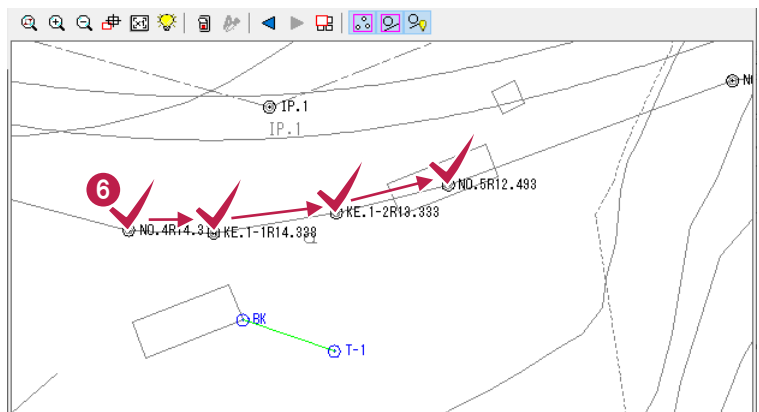 IP.1
IP.1
6
NO.5R12.493
KE.1-2R13.333
NO.4R14.3
KE.1-1R14.338
BK
T-1